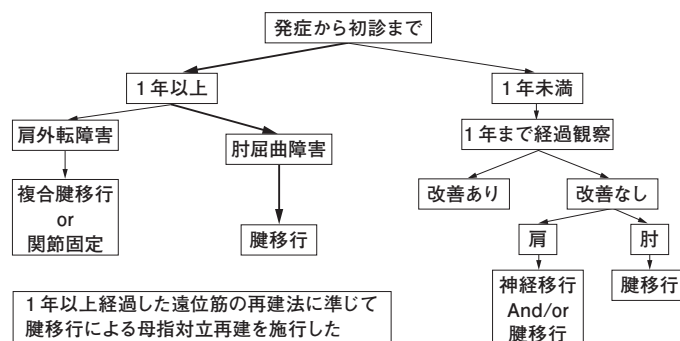 発症から初診まで
1年以上
1年未満
肩外転障害
肘屈曲障害
1年まで経過観察
複合腱移行
or
関節固定
腱移行
改善あり
改善なし
肩
肘
神経移行
And/or
腱移行
腱移行
1年以上経過した遠位筋の再建法に準じて
腱移行による母指対立再建を施行した